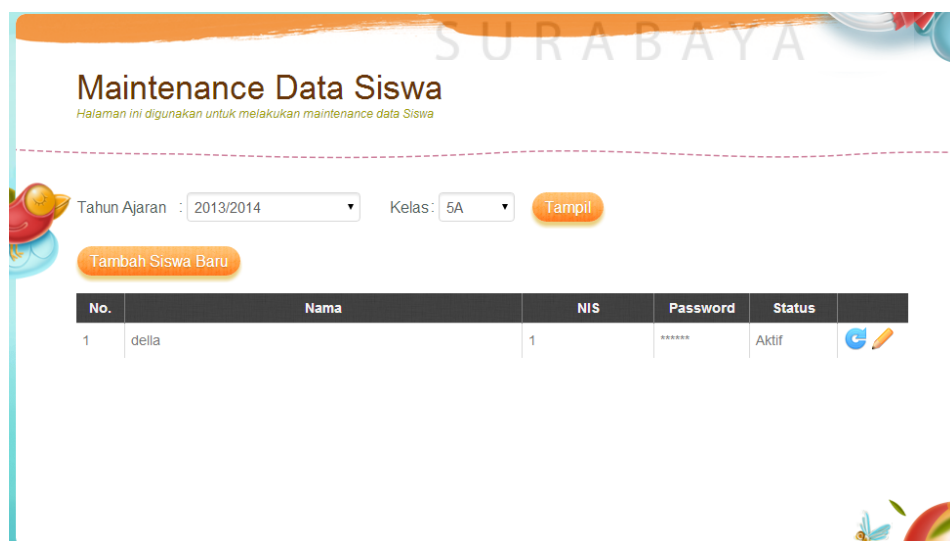 SURABAYA
Maintenance Data Siswa
Halaman ini digunakan untuk melakukan maintenance data Siswa
Tahun Ajaran : 2013/2014 Kelas: 5A Tampil
Tambah Siswa Baru
No. Nama NIS Password Status
1 della 1 ****** Aktif